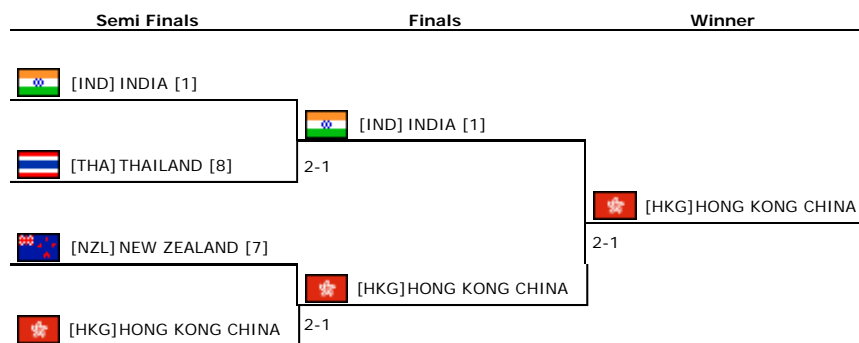 Semi Finals Finals Winner
[IND] INDIA [1]
[IND] INDIA [1]
[THA] THAILAND [8]
2-1
[HKG]HONG KONG CHINA
2-1
[NZL] NEW ZEALAND [7]
[HKG]HONG KONG CHINA
2-1
[HKG]HONG KONG CHINA